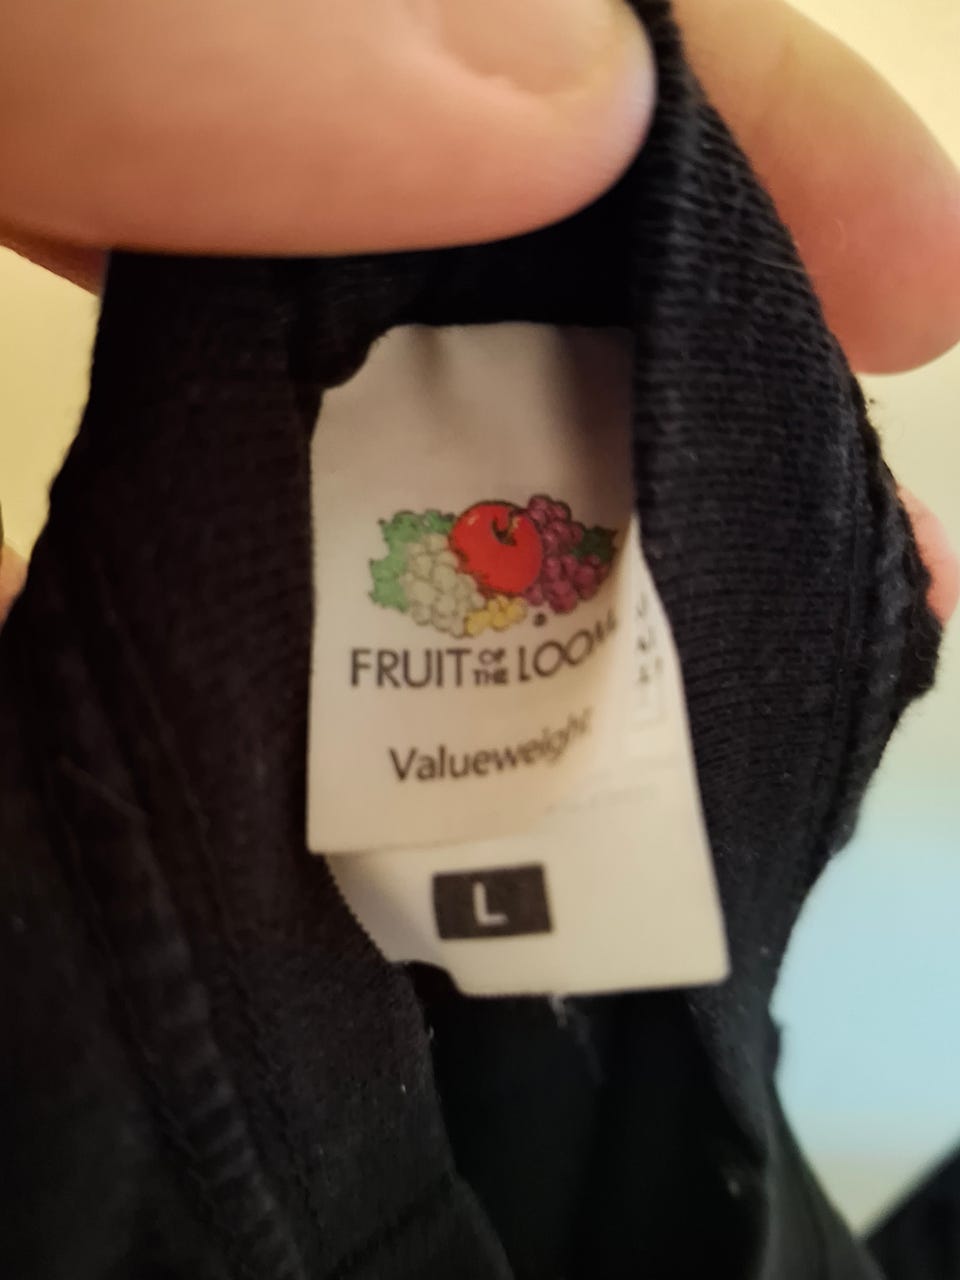 FRUIT OF THE LOOM
Valueweight
L